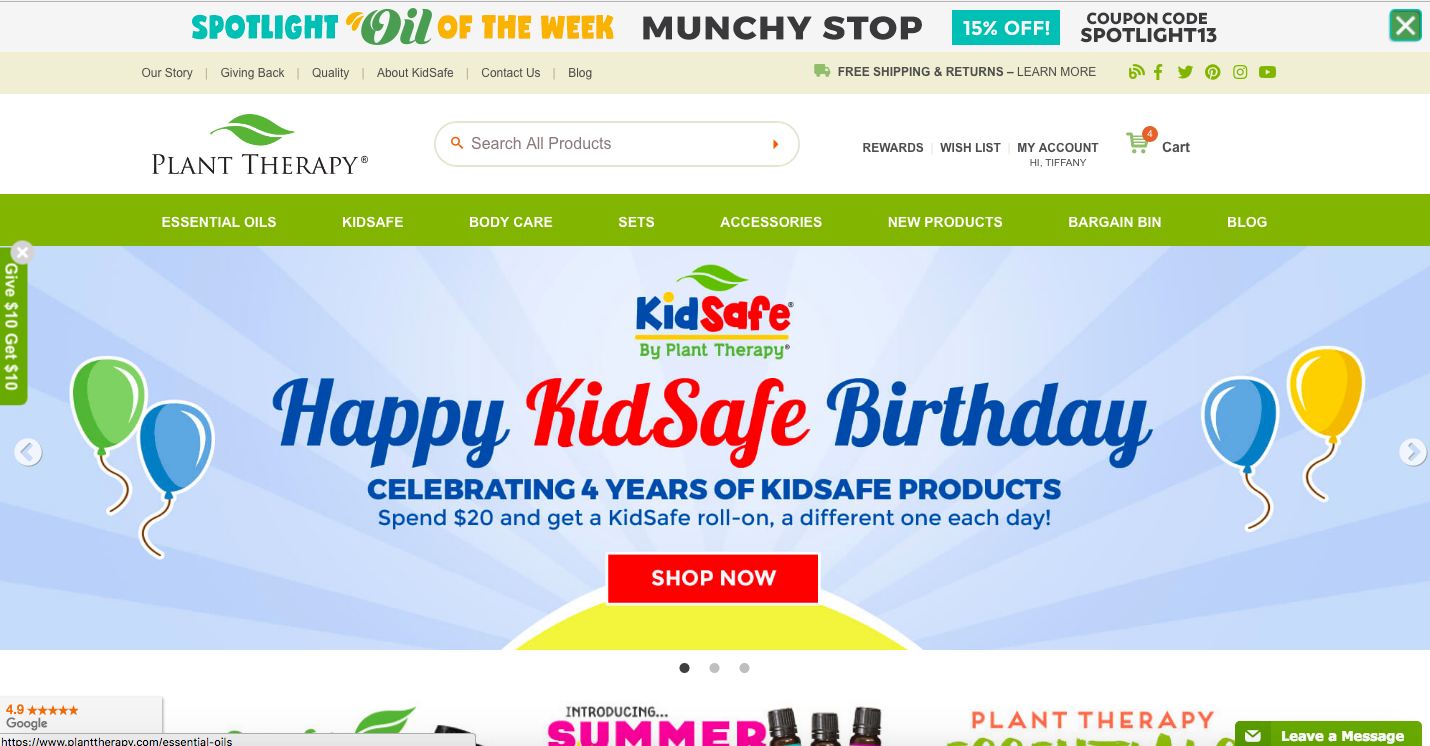 SPOTLIGHT Oil OF THE WEEK MUNCHY STOP 15% OFF! COUPON CODE SPOTLIGHT13
Our Story | Giving Back | Quality | About KidSafe | Contact Us | Blog
FREE SHIPPING & RETURNS – LEARN MORE
PLANT THERAPY®
Search All Products
REWARDS | WISH LIST | MY ACCOUNT
HI, TIFFANY
4
Cart
ESSENTIAL OILS KIDSAFE BODY CARE SETS ACCESSORIES NEW PRODUCTS BARGAIN BIN BLOG
Give $10 Get $10
KidSafe®
By Plant Therapy®
Happy KidSafe Birthday
CELEBRATING 4 YEARS OF KIDSAFE PRODUCTS
Spend $20 and get a KidSafe roll-on, a different one each day!
SHOP NOW
4.9 ★★★★★
Google
INTRODUCING...
SUMMER
PLANT THERAPY
ESSENTIALS
Leave a Message
https://www.planttherapy.com/essential-oils